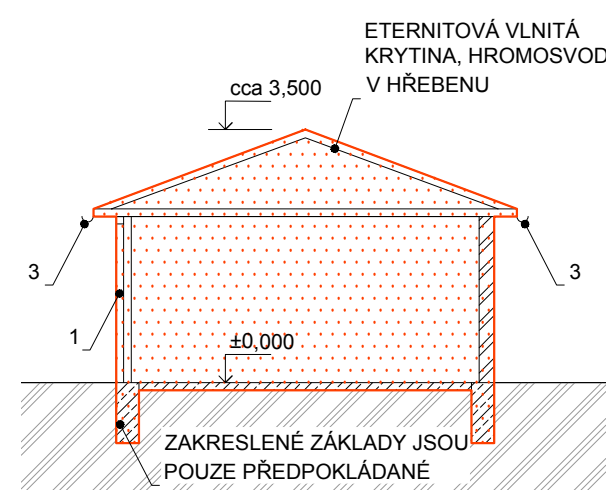 ETERNITOVÁ VLNITÁ
KRYTINA, HROMOSVOD
V HŘEBENU
cca 3,500
3
3
1
±0,000
ZAKRESLENÉ ZÁKLADY JSOU
POUZE PŘEDPOKLÁDANÉ